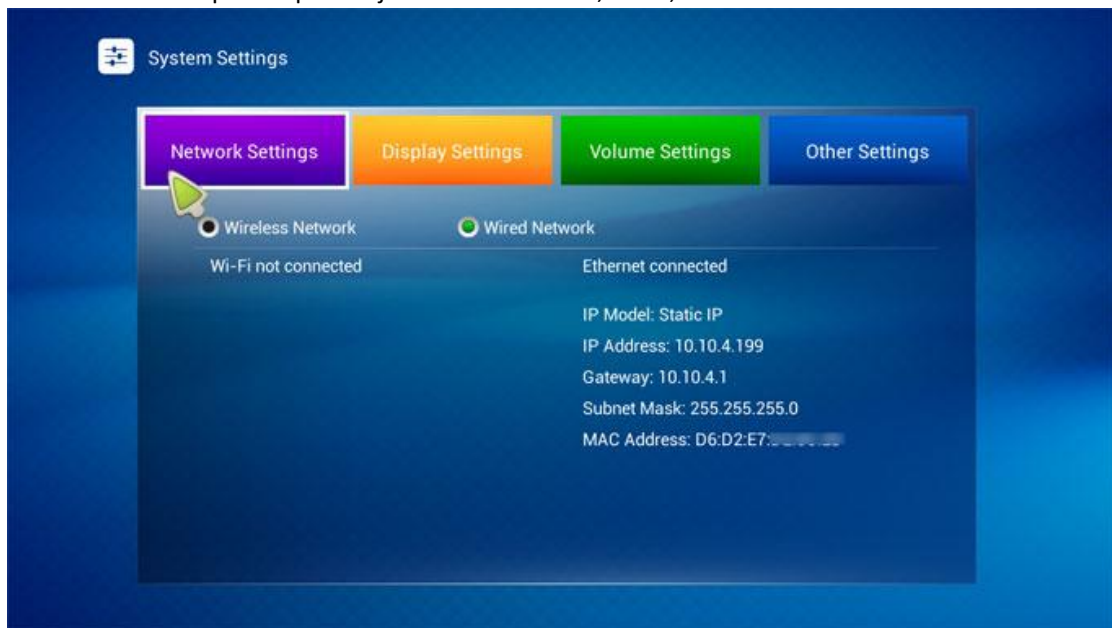 System Settings
Network Settings
Display Settings
Volume Settings
Other Settings
Wireless Network
Wired Network
Wi-Fi not connected
Ethernet connected
IP Model: Static IP
IP Address: 10.10.4.199
Gateway: 10.10.4.1
Subnet Mask: 255.255.255.0
MAC Address: D6:D2:E7: